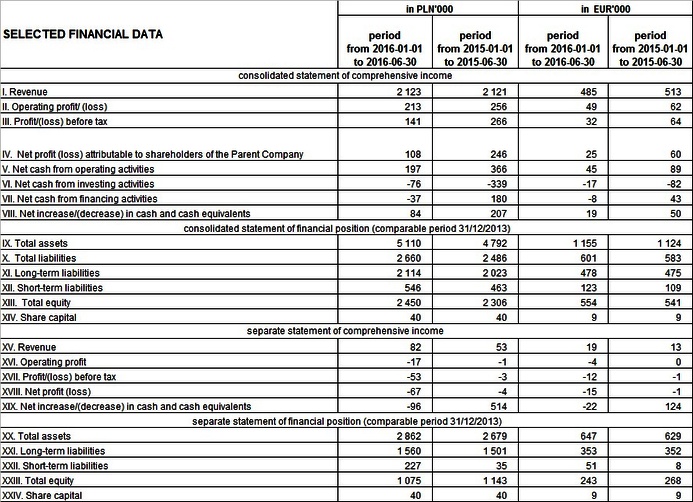 SELECTED FINANCIAL DATA
in PLN'000 in EUR'000
period from 2016-01-01 to 2016-06-30 period from 2015-01-01 to 2015-06-30 period from 2016-01-01 to 2016-06-30 period from 2015-01-01 to 2015-06-30
consolidated statement of comprehensive income
I. Revenue 2 123 2 121 485 513
II. Operating profit/ (loss) 213 256 49 62
III. Profit/(loss) before tax 141 266 32 64
IV. Net profit (loss) attributable to shareholders of the Parent Company 108 246 25 60
V. Net cash from operating activities 197 366 45 89
VI. Net cash from investing activities -76 -339 -17 -82
VII. Net cash from financing activities -37 180 -8 43
VIII. Net increase/(decrease) in cash and cash equivalents 84 207 19 50
consolidated statement of financial position (comparable period 31/12/2013)
IX. Total assets 5 110 4 792 1 155 1 124
X. Total liabilities 2 660 2 486 601 583
XI. Long-term liabilities 2 114 2 023 478 475
XII. Short-term liabilities 546 463 123 109
XIII. Total equity 2 450 2 306 554 541
XIV. Share capital 40 40 9 9
separate statement of comprehensive income
XV. Revenue 82 53 19 13
XVI. Operating profit -17 -1 -4 0
XVII. Profit/(loss) before tax -53 -3 -12 -1
XVIII. Net profit (loss) -67 -4 -15 -1
XIX. Net increase/(decrease) in cash and cash equivalents -96 514 -22 124
separate statement of financial position (comparable period 31/12/2013)
XX. Total assets 2 862 2 679 647 629
XXI. Long-term liabilities 1 560 1 501 353 352
XXII. Short-term liabilities 227 35 51 8
XXIII. Total equity 1 075 1 143 243 268
XXIV. Share capital 40 40 9 9